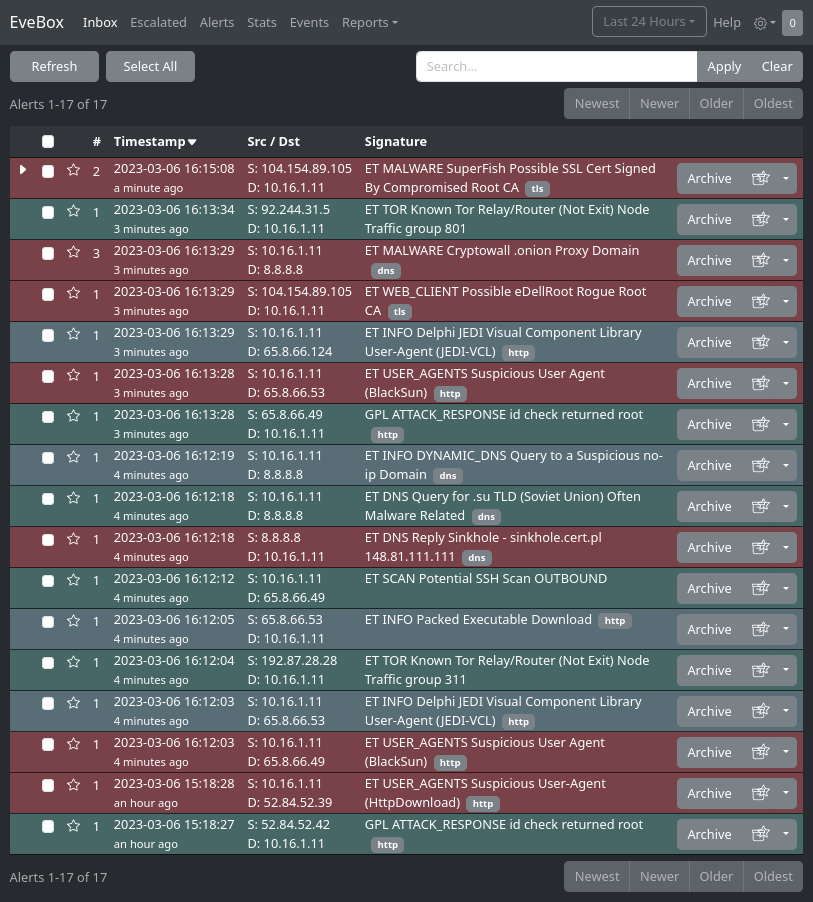 EveBox Inbox Escalated Alerts Stats Events Reports Last 24 Hours Help 0
Refresh Select All Search... Apply Clear
Alerts 1-17 of 17 Newest Newer Older Oldest
# Timestamp Src / Dst Signature
2 2023-03-06 16:15:08 S: 104.154.89.105 ET MALWARE SuperFish Possible SSL Cert Signed Archive
a minute ago D: 10.16.1.11 By Compromised Root CA tls
1 2023-03-06 16:13:34 S: 92.244.31.5 ET TOR Known Tor Relay/Router (Not Exit) Node Archive
3 minutes ago D: 10.16.1.11 Traffic group 801
3 2023-03-06 16:13:29 S: 10.16.1.11 ET MALWARE Cryptowall .onion Proxy Domain Archive
3 minutes ago D: 8.8.8.8 dns
1 2023-03-06 16:13:29 S: 104.154.89.105 ET WEB_CLIENT Possible eDellRoot Rogue Root Archive
3 minutes ago D: 10.16.1.11 CA tls
1 2023-03-06 16:13:29 S: 10.16.1.11 ET INFO Delphi JEDI Visual Component Library Archive
3 minutes ago D: 65.8.66.124 User-Agent (JEDI-VCL) http
1 2023-03-06 16:13:28 S: 10.16.1.11 ET USER_AGENTS Suspicious User Agent Archive
3 minutes ago D: 65.8.66.53 (BlackSun) http
1 2023-03-06 16:13:28 S: 65.8.66.49 GPL ATTACK_RESPONSE id check returned root Archive
3 minutes ago D: 10.16.1.11 http
1 2023-03-06 16:12:19 S: 10.16.1.11 ET INFO DYNAMIC_DNS Query to a Suspicious no- Archive
4 minutes ago D: 8.8.8.8 ip Domain dns
1 2023-03-06 16:12:18 S: 10.16.1.11 ET DNS Query for .su TLD (Soviet Union) Often Archive
4 minutes ago D: 8.8.8.8 Malware Related dns
1 2023-03-06 16:12:18 S: 8.8.8.8 ET DNS Reply Sinkhole - sinkhole.cert.pl Archive
4 minutes ago D: 10.16.1.11 148.81.111.111 dns
1 2023-03-06 16:12:12 S: 10.16.1.11 ET SCAN Potential SSH Scan OUTBOUND Archive
4 minutes ago D: 65.8.66.49
1 2023-03-06 16:12:05 S: 65.8.66.53 ET INFO Packed Executable Download http Archive
4 minutes ago D: 10.16.1.11
1 2023-03-06 16:12:04 S: 192.87.28.28 ET TOR Known Tor Relay/Router (Not Exit) Node Archive
4 minutes ago D: 10.16.1.11 Traffic group 311
1 2023-03-06 16:12:03 S: 10.16.1.11 ET INFO Delphi JEDI Visual Component Library Archive
4 minutes ago D: 65.8.66.53 User-Agent (JEDI-VCL) http
1 2023-03-06 16:12:03 S: 10.16.1.11 ET USER_AGENTS Suspicious User Agent Archive
4 minutes ago D: 65.8.66.49 (BlackSun) http
1 2023-03-06 15:18:28 S: 10.16.1.11 ET USER_AGENTS Suspicious User-Agent Archive
an hour ago D: 52.84.52.39 (HttpDownload) http
1 2023-03-06 15:18:27 S: 52.84.52.42 GPL ATTACK_RESPONSE id check returned root Archive
an hour ago D: 10.16.1.11 http
Alerts 1-17 of 17 Newest Newer Older Oldest